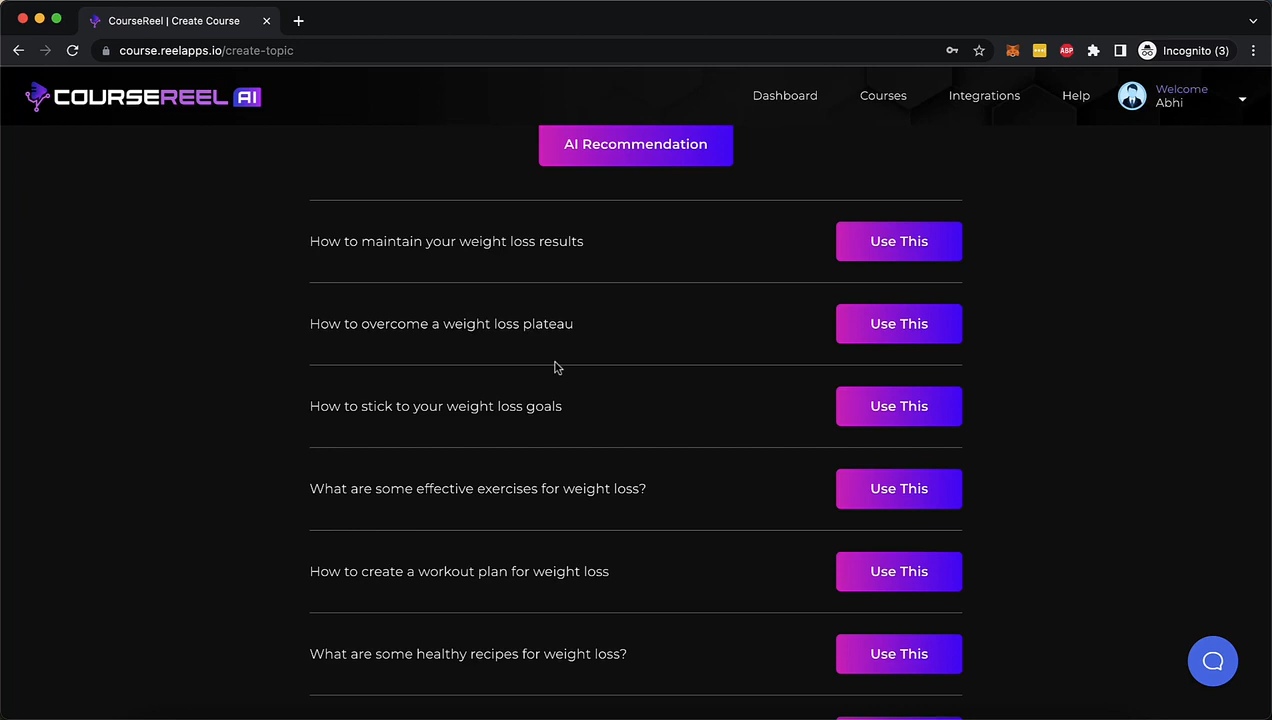 CourseReel | Create Course
course.reelapps.io/create-topic
ABP
Incognito (3)
COURSEREEL AI
Dashboard
Courses
Integrations
Help
Welcome
Abhi
AI Recommendation
How to maintain your weight loss results
Use This
How to overcome a weight loss plateau
Use This
How to stick to your weight loss goals
Use This
What are some effective exercises for weight loss?
Use This
How to create a workout plan for weight loss
Use This
What are some healthy recipes for weight loss?
Use This